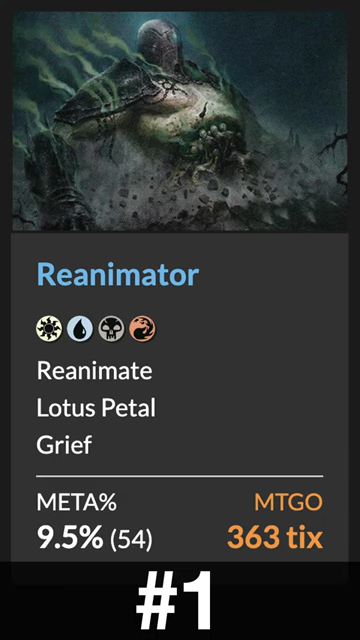 Reanimator
Reanimate
Lotus Petal
Grief
META% MTGO
9.5% (54) 363 tix
#1